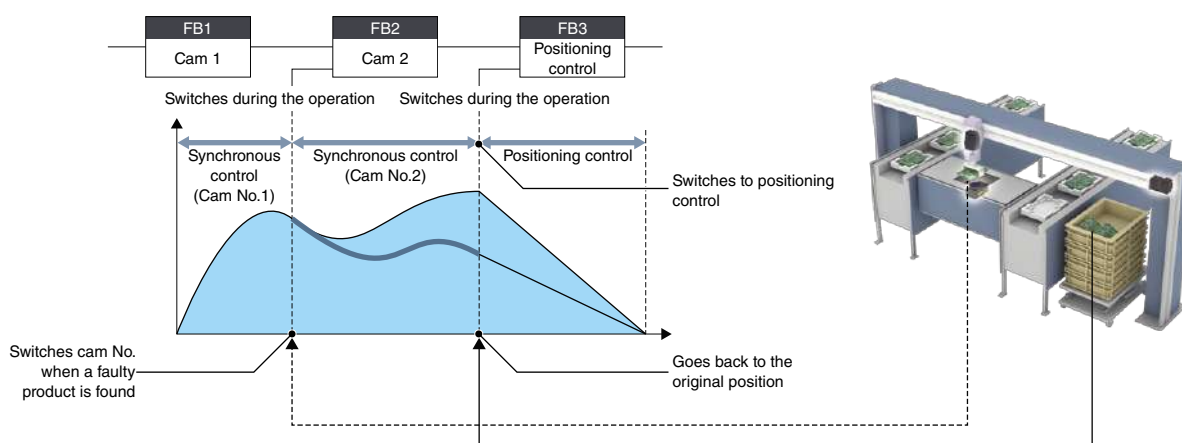 FB1
Cam 1
FB2
Cam 2
FB3
Positioning
control
Switches during the operation
Switches during the operation
Synchronous
control
(Cam No.1)
Synchronous control
(Cam No.2)
Positioning control
Switches to positioning
control
Switches cam No.
when a faulty
product is found
Goes back to the
original position